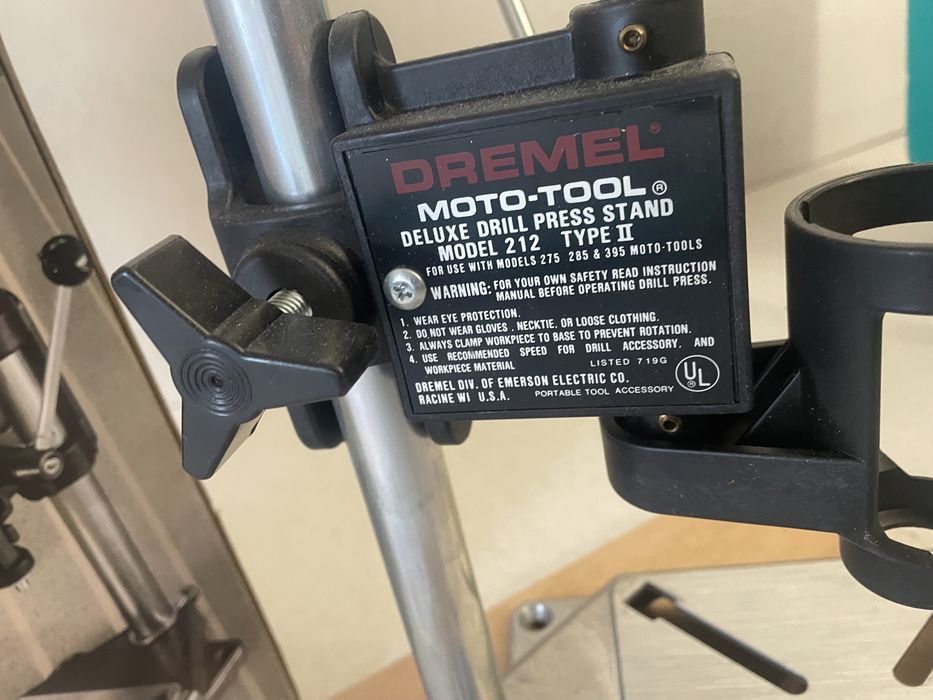 DREMEL®
MOTO-TOOL®
DELUXE DRILL PRESS STAND
MODEL 212 TYPE II
FOR USE WITH MODELS 275 285 & 395 MOTO-TOOLS
WARNING: FOR YOUR OWN SAFETY READ INSTRUCTION
MANUAL BEFORE OPERATING DRILL PRESS.
1. WEAR EYE PROTECTION.
2. DO NOT WEAR GLOVES, NECKTIE, OR LOOSE CLOTHING.
3. ALWAYS CLAMP WORKPIECE TO BASE TO PREVENT ROTATION.
4. USE RECOMMENDED SPEED FOR DRILL ACCESSORY. AND
WORKPIECE MATERIAL
LISTED 719G
UL
DREMEL DIV. OF EMERSON ELECTRIC CO.
RACINE WI U.S.A.
PORTABLE TOOL ACCESSORY